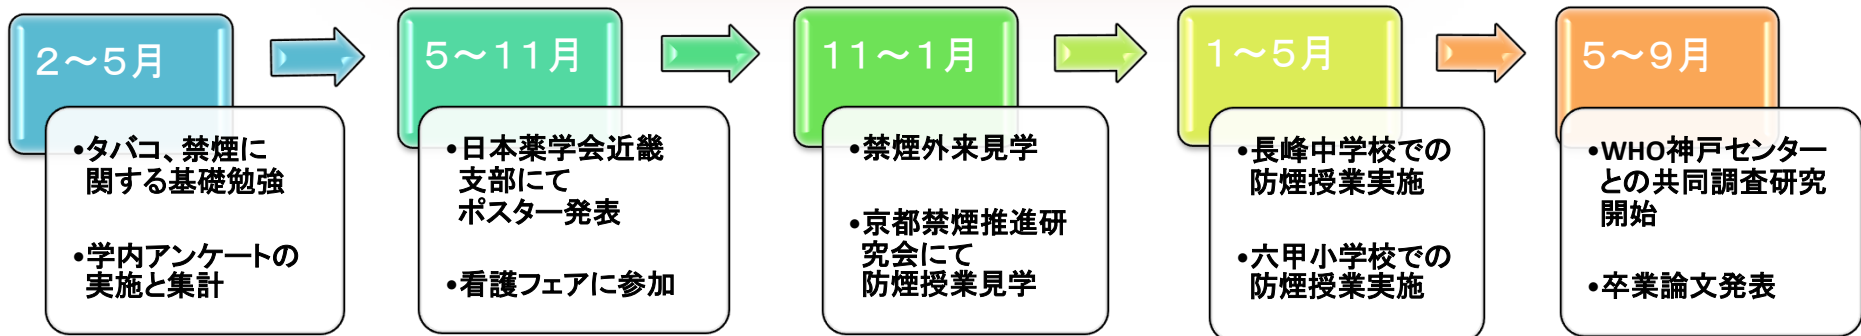 2～5月
•タバコ、禁煙に
関する基礎勉強
•学内アンケートの
実施と集計
5～11月
•日本薬学会近畿
支部にて
ポスター発表
•看護フェアに参加
11～1月
•禁煙外来見学
•京都禁煙推進研
究会にて
防煙授業見学
1～5月
•長峰中学校での
防煙授業実施
•六甲小学校での
防煙授業実施
5～9月
•WHO神戸センター
との共同調査研究
開始
•卒業論文発表